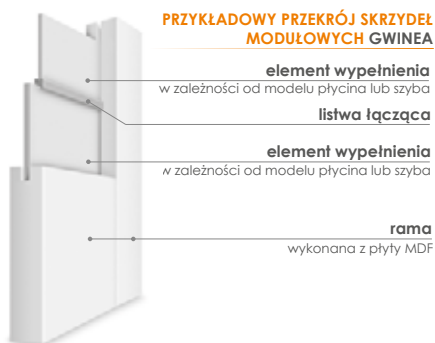 PRZYKŁADOWY PRZEKRÓJ SKRZYDEŁ
MODUŁOWYCH GWINEA
element wypełnienia
w zależności od modelu płycina lub szyba
listwa łącząca
element wypełnienia
w zależności od modelu płycina lub szyba
rama
wykonana z płyty MDF